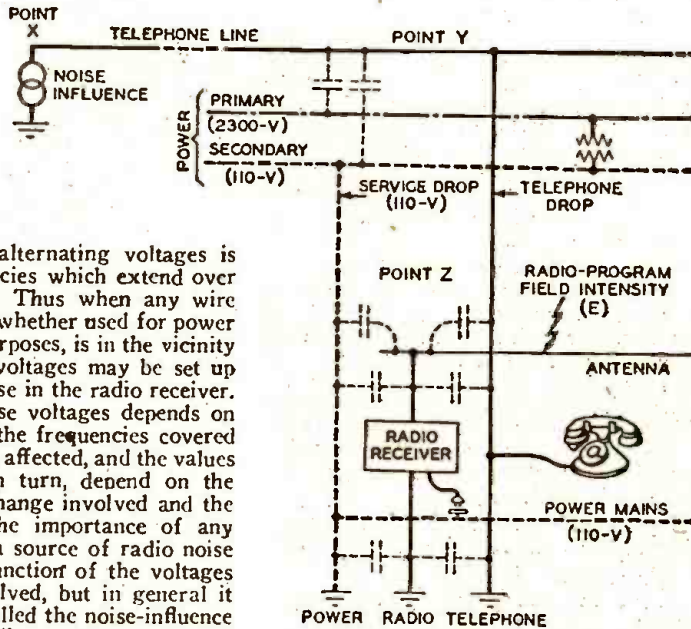 POINT
X
TELEPHONE LINE
POINT Y
NOISE
INFLUENCE
POWER
PRIMARY
(2300-V)
SECONDARY
(110-V)
SERVICE DROP
(110-V)
TELEPHONE
DROP
POINT Z
RADIO-PROGRAM
FIELD INTENSITY
(E)
ANTENNA
RADIO
RECEIVER
POWER MAINS
(110-V)
POWER RADIO TELEPHONE
alternating voltages is
cies which extend over
Thus when any wire
whether used for power
rposes, is in the vicinity
voltages may be set up
se in the radio receiver.
se voltages depends on
the frequencies covered
affected, and the values
n turn, depend on the
hange involved and the
he importance of any
a source of radio noise
unction of the voltages
lved, but in general it
lled the noise-influence